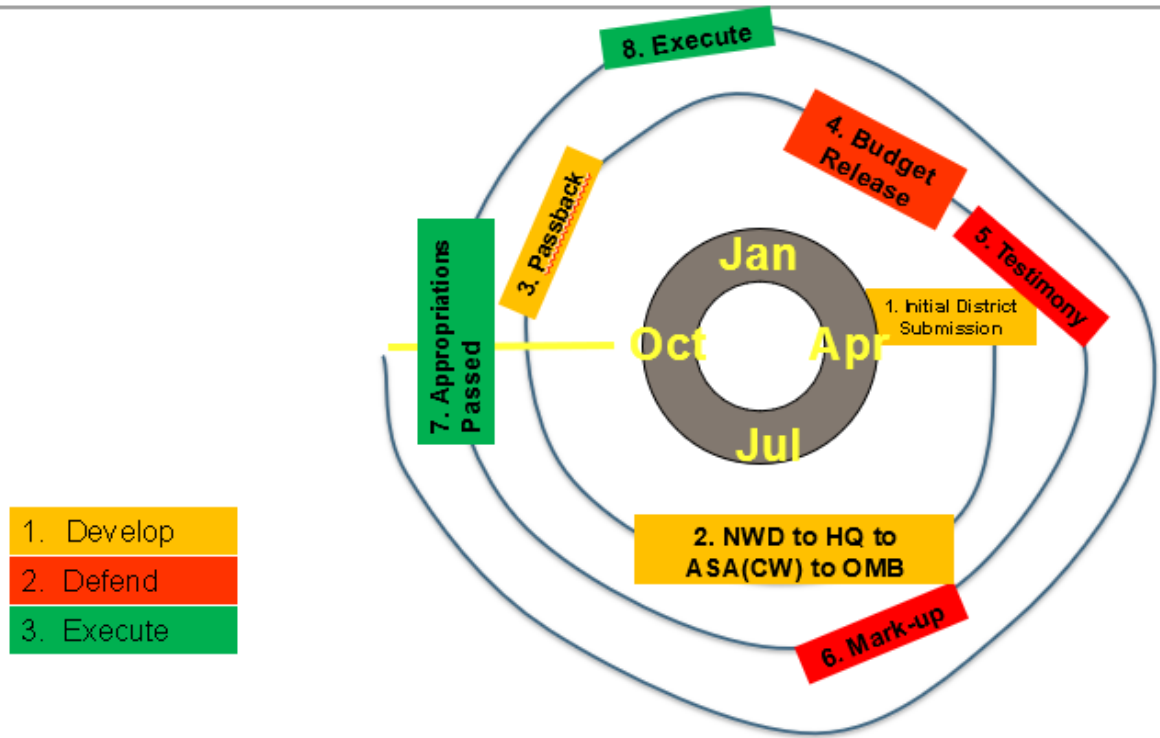 8. Execute
4. Budget
Release
3. Passback
5. Testimony
Jan
1. Initial District
Submission
Oct
Apr
7. Appropriations
Passed
Jul
2. NWD to HQ to
ASA(CW) to OMB
6. Mark-up
1. Develop
2. Defend
3. Execute